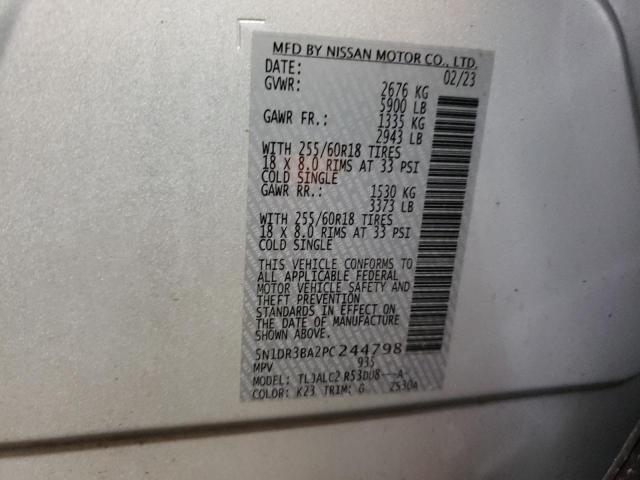 MFD BY NISSAN MOTOR CO., LTD.
DATE: 02/23
GVWR: 2676 KG
5900 LB
GAWR FR.: 1335 KG
2943 LB
WITH 255/60R18 TIRES
18 X 8.0 RIMS AT 33 PSI
COLD SINGLE
GAWR RR.: 1530 KG
3373 LB
WITH 255/60R18 TIRES
18 X 8.0 RIMS AT 33 PSI
COLD SINGLE
THIS VEHICLE CONFORMS TO
ALL APPLICABLE FEDERAL
MOTOR VEHICLE SAFETY AND
THEFT PREVENTION
STANDARDS IN EFFECT ON
THE DATE OF MANUFACTURE
SHOWN ABOVE.
5N1DR3BA2PC244798
MPV 935
MODEL: TLJALC2 R53DU8---A-
COLOR: K23 TRIM: G ZS30A